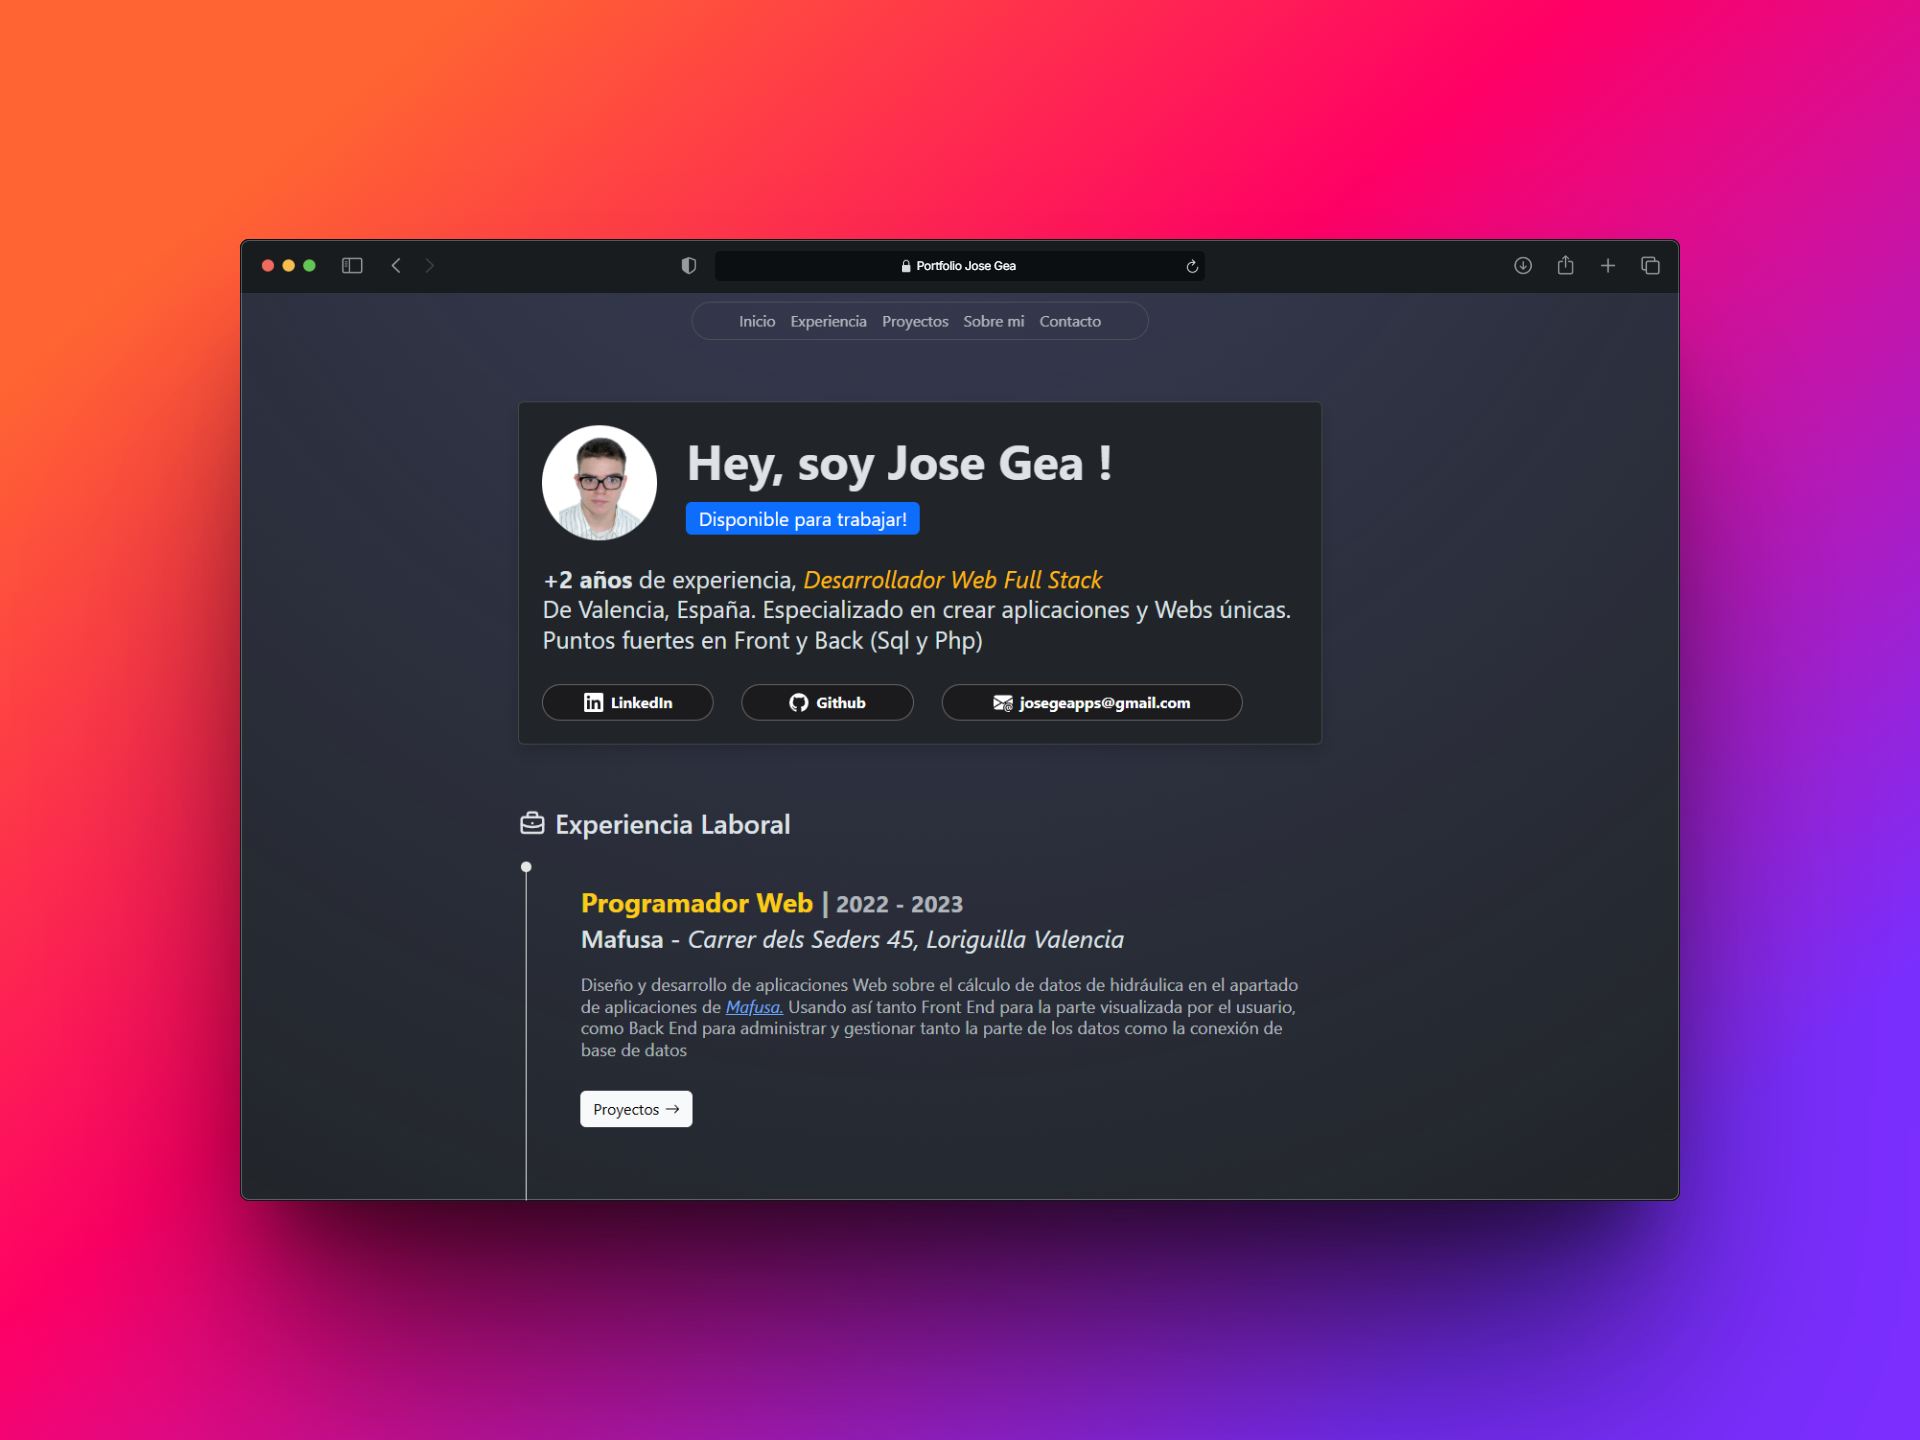 Portfolio Jose Gea
Inicio Experiencia Proyectos Sobre mi Contacto
Hey, soy Jose Gea !
Disponible para trabajar!
+2 años de experiencia, Desarrollador Web Full Stack
De Valencia, España. Especializado en crear aplicaciones y Webs únicas.
Puntos fuertes en Front y Back (Sql y Php)
LinkedIn Github josegeapps@gmail.com
Experiencia Laboral
Programador Web | 2022 - 2023
Mafusa - Carrer dels Seders 45, Loriguilla Valencia
Diseño y desarrollo de aplicaciones Web sobre el cálculo de datos de hidráulica en el apartado
de aplicaciones de Mafusa. Usando así tanto Front End para la parte visualizada por el usuario,
como Back End para administrar y gestionar tanto la parte de los datos como la conexión de
base de datos
Proyectos →